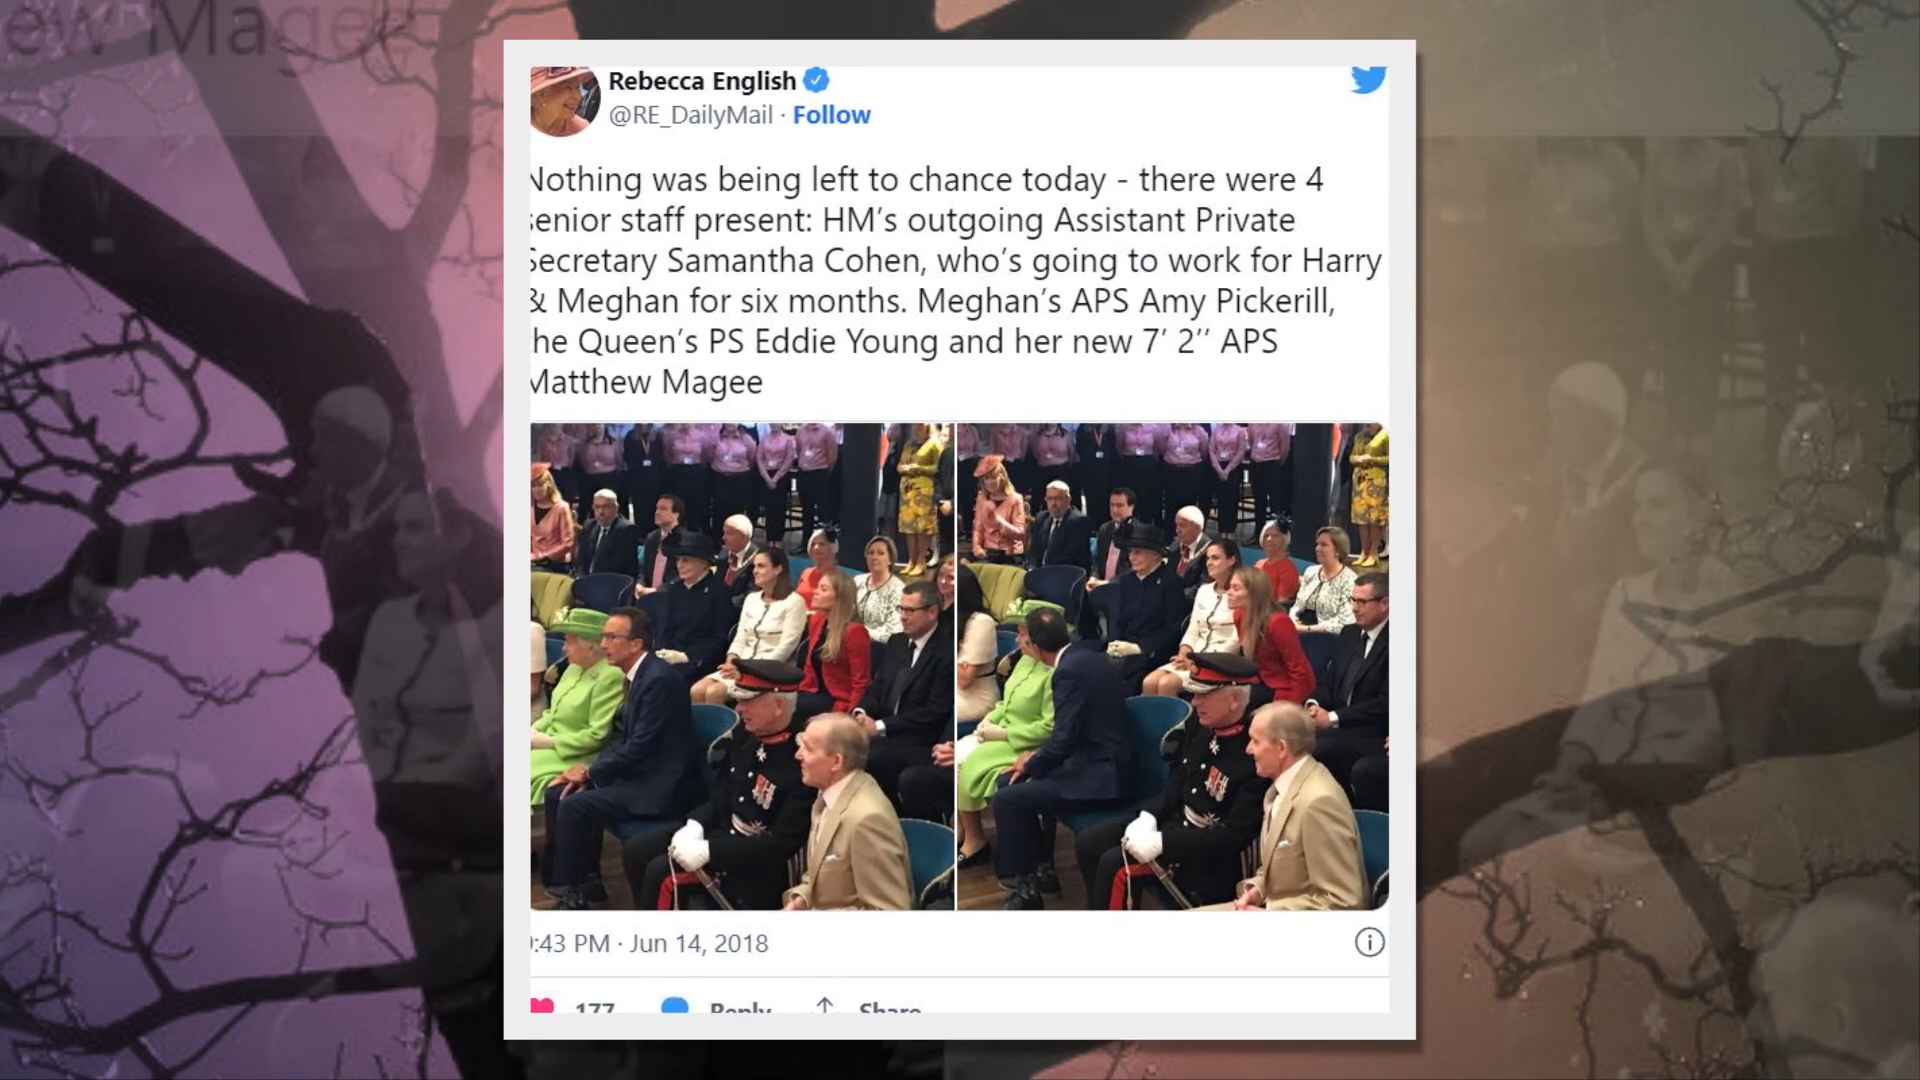 ew Magee
Rebecca English
@RE_DailyMail · Follow
Nothing was being left to chance today - there were 4
senior staff present: HM’s outgoing Assistant Private
Secretary Samantha Cohen, who’s going to work for Harry
& Meghan for six months. Meghan’s APS Amy Pickerill,
the Queen’s PS Eddie Young and her new 7’ 2’’ APS
Matthew Magee
:43 PM · Jun 14, 2018
177 Reply Share